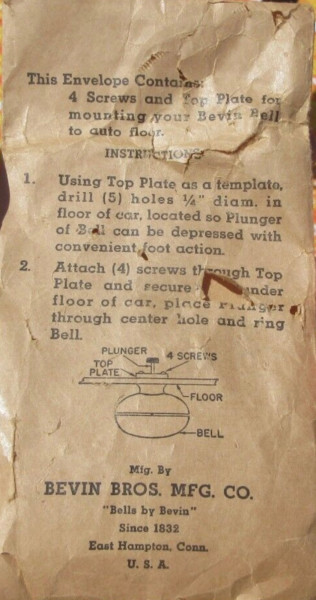 This Envelope Contains:
4 Screws and Top Plate for
mounting your Bevin Bell
to auto floor.
INSTRUCTIONS
1. Using Top Plate as a template,
drill (5) holes ¼" diam. in
floor of car, located so Plunger
of Bell can be depressed with
convenient foot action.
2. Attach (4) screws through Top
Plate and secure under
floor of car, place Plunger
through center hole and ring
Bell.
PLUNGER
4 SCREWS
TOP
PLATE
FLOOR
BELL
Mfg. By
BEVIN BROS. MFG. CO.
"Bells by Bevin"
Since 1832
East Hampton, Conn.
U. S. A.